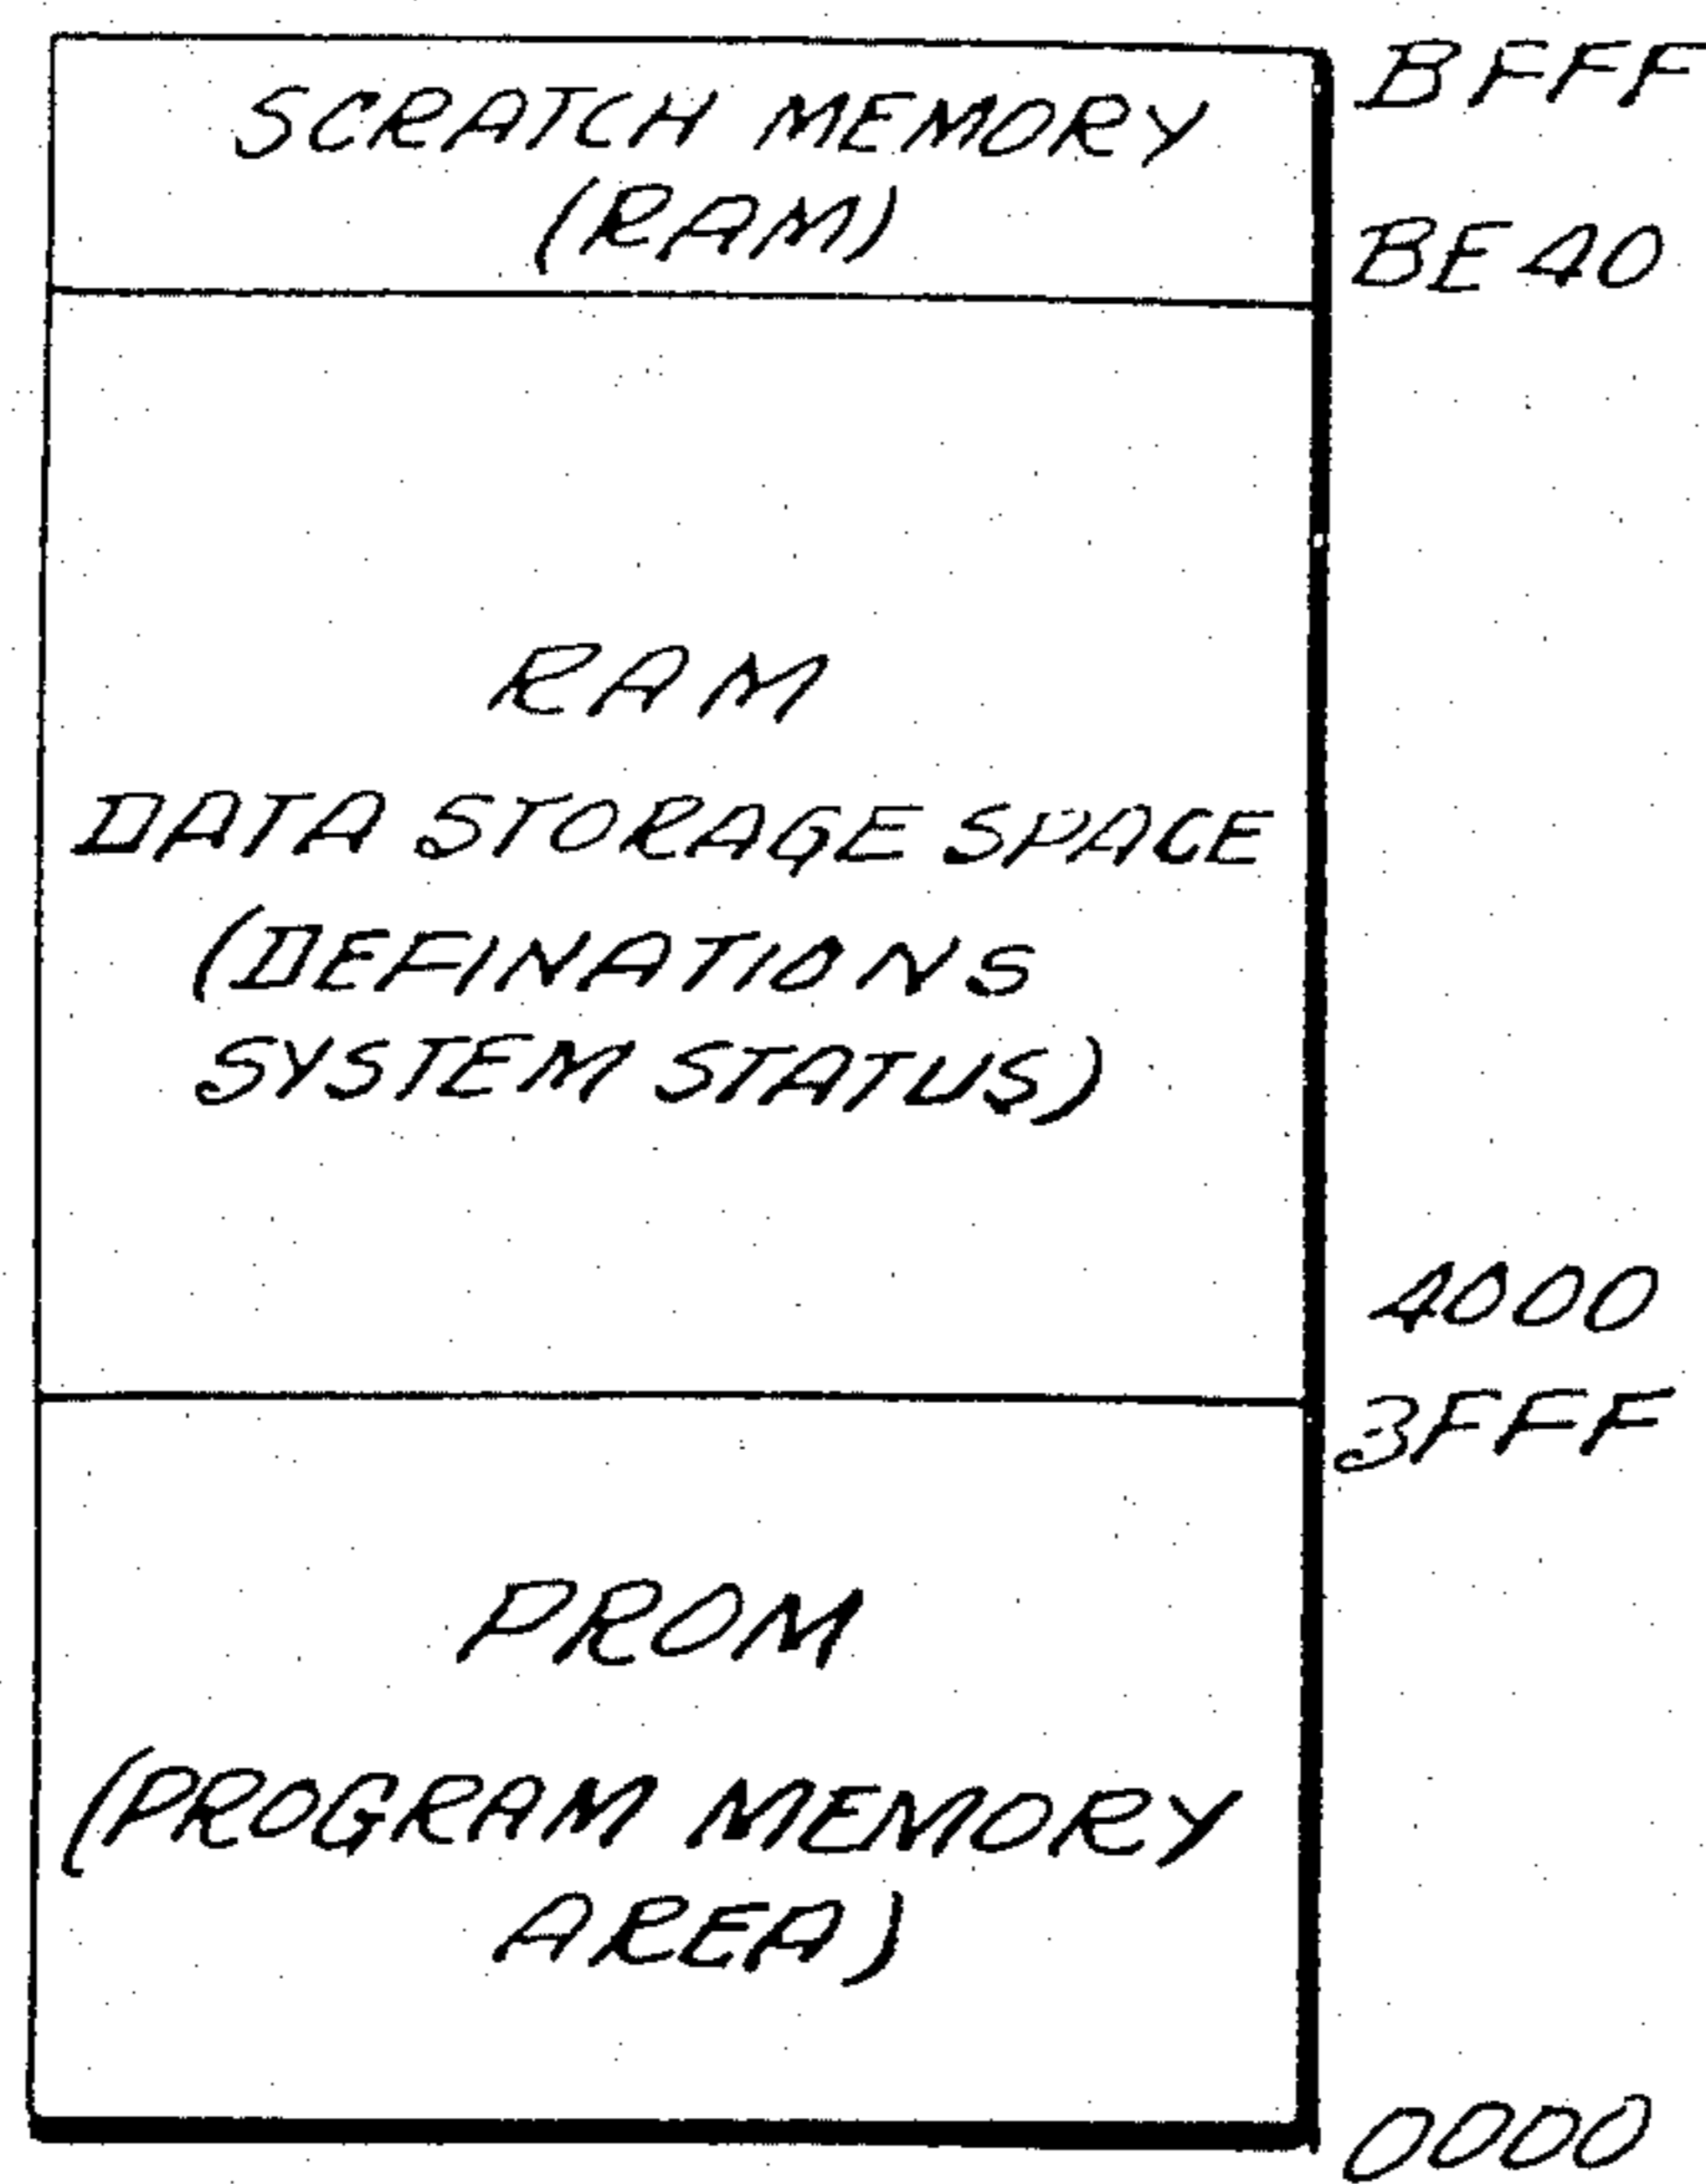 SCRATCH MEMORY
(RAM)
BFFF
BE40
RAM
DATA STORAGE SPACE
(DEFINATIONS
SYSTEM STATUS)
4000
3FFF
PROM
(PROGRAM MEMORY
AREA)
0000